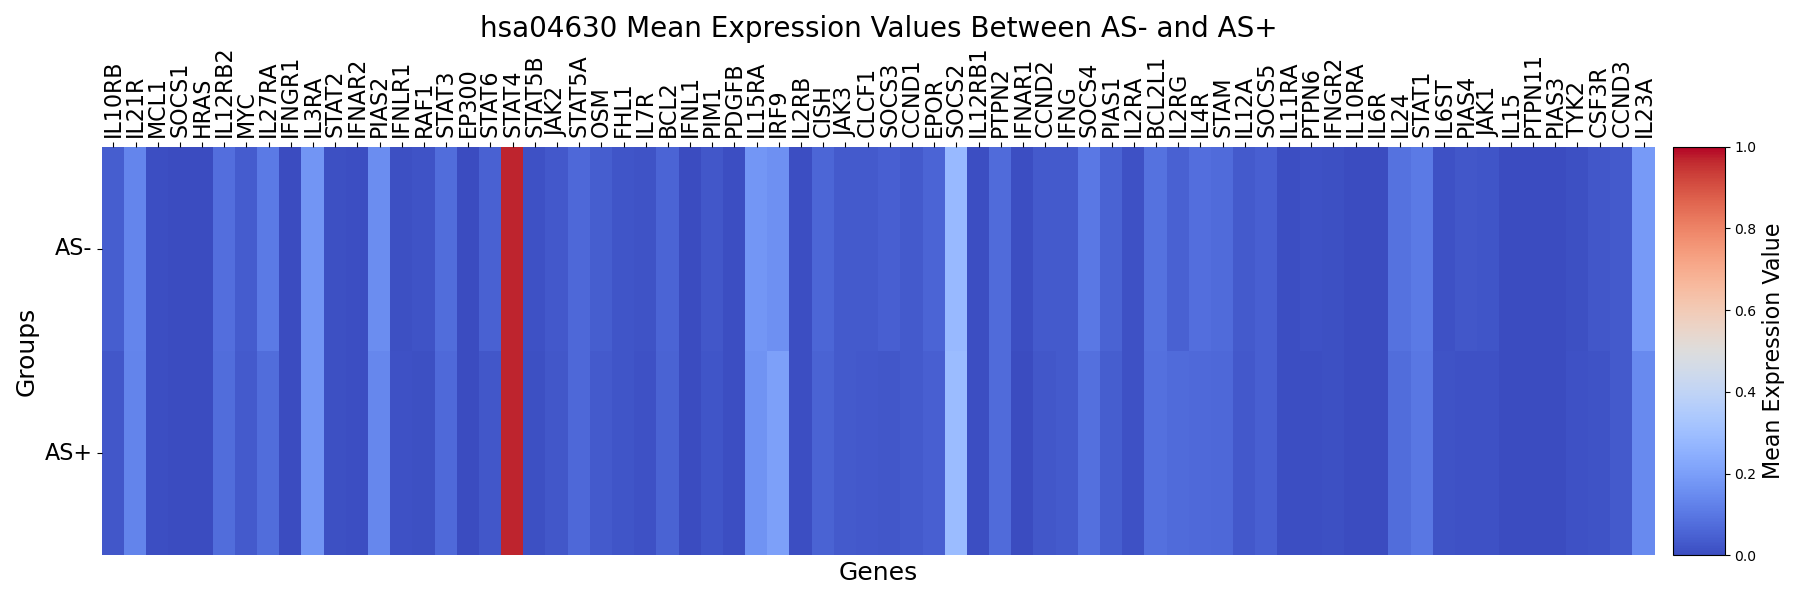 hsa04630 Mean Expression Values Between AS- and AS+
IL10RB IL21R MCL1 SOCS1 HRAS IL12RB2 MYC IL27RA IFNGR1 IL3RA STAT2 IFNAR2 PIAS2 IFNLR1 RAF1 STAT3 EP300 STAT6 STAT4 STAT5B JAK2 STAT5A OSM FHL1 IL7R BCL2 IFNL1 PIM1 PDGFB IL15RA IRF9 IL2RB CISH JAK3 CLCF1 SOCS3 CCND1 EPOR SOCS2 IL12RB1 PTPN2 IFNAR1 CCND2 IFNG SOCS4 PIAS1 IL2RA BCL2L1 IL2RG IL4R STAM IL12A SOCS5 IL11RA PTPN6 IFNGR2 IL10RA IL6R IL24 STAT1 IL6ST PIAS4 JAK1 IL15 PTPN11 PIAS3 TYK2 CSF3R CCND3 IL23A
Groups
AS-
AS+
Genes
1.0
0.8
0.6
0.4
0.2
0.0
Mean Expression Value